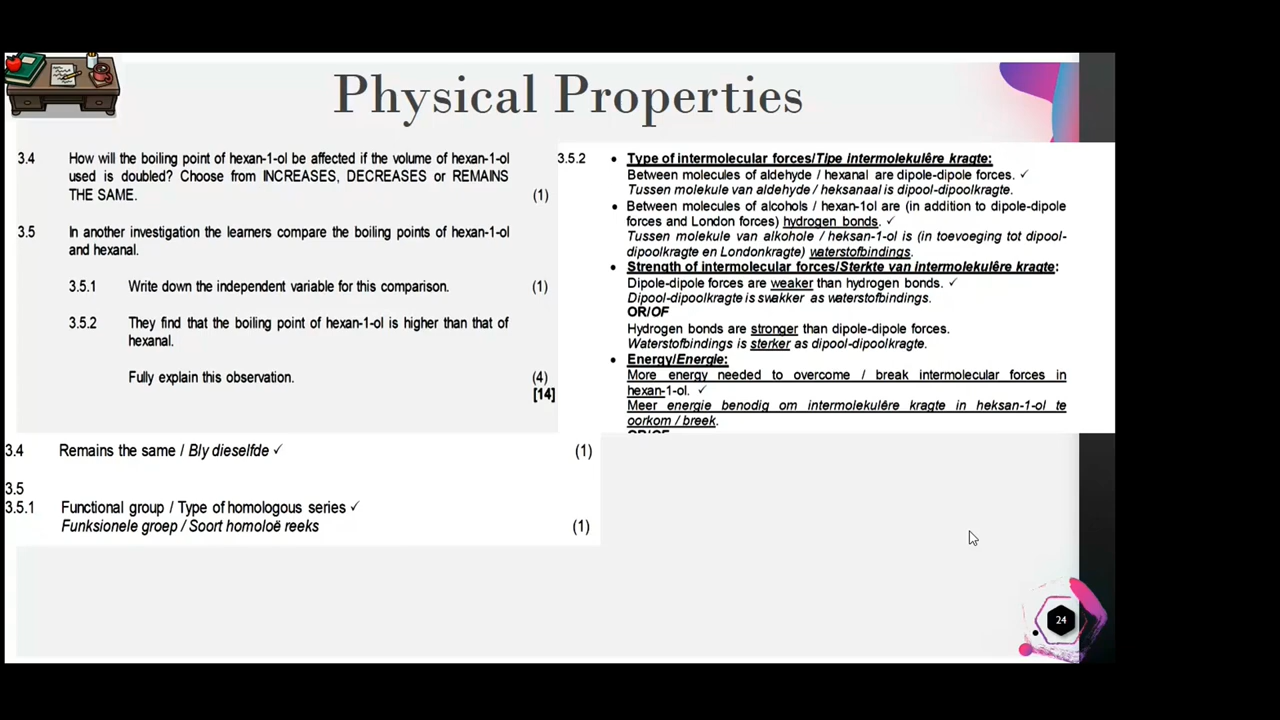 Physical Properties
3.4 How will the boiling point of hexan-1-ol be affected if the volume of hexan-1-ol
used is doubled? Choose from INCREASES, DECREASES or REMAINS
THE SAME. (1)
3.5 In another investigation the learners compare the boiling points of hexan-1-ol
and hexanal.
3.5.1 Write down the independent variable for this comparison. (1)
3.5.2 They find that the boiling point of hexan-1-ol is higher than that of
hexanal.
Fully explain this observation. (4)
[14]
3.4 Remains the same / Bly dieselfde ✓ (1)
3.5
3.5.1 Functional group / Type of homologous series ✓
Funksionele groep / Soort homoloë reeks (1)
3.5.2 • Type of intermolecular forces/Tipe intermolekulêre kragte:
Between molecules of aldehyde / hexanal are dipole-dipole forces. ✓
Tussen molekule van aldehyde / heksanaal is dipool-dipoolkragte.
• Between molecules of alcohols / hexan-1ol are (in addition to dipole-dipole
forces and London forces) hydrogen bonds. ✓
Tussen molekule van alkohole / heksan-1-ol is (in toevoeging tot dipool-
dipoolkragte en Londonkragte) waterstofbindings.
• Strength of intermolecular forces/Sterkte van intermolekulêre kragte:
Dipole-dipole forces are weaker than hydrogen bonds. ✓
Dipool-dipoolkragte is swakker as waterstofbindings.
OR/OF
Hydrogen bonds are stronger than dipole-dipole forces.
Waterstofbindings is sterker as dipool-dipoolkragte.
• Energy/Energie:
More energy needed to overcome / break intermolecular forces in
hexan-1-ol. ✓
Meer energie benodig om intermolekulêre kragte in heksan-1-ol te
oorkom / breek.
OR/OF
24